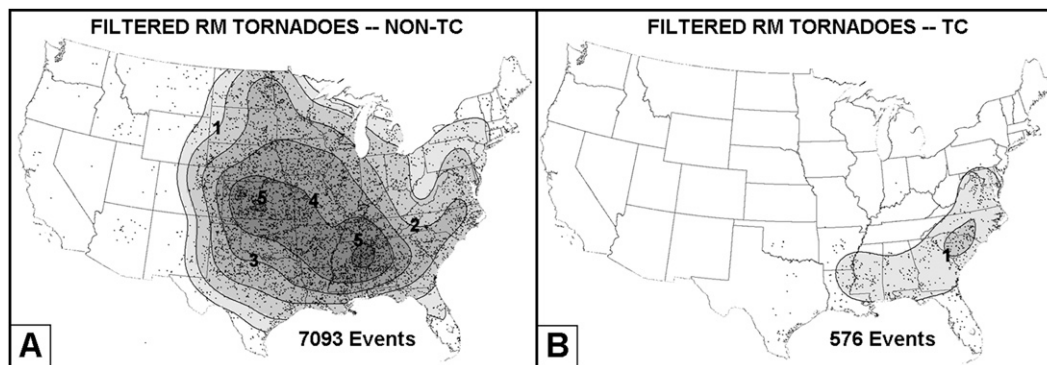 FILTERED RM TORNADOES -- NON-TC
1
5
4
2
5
3
A
7093 Events
FILTERED RM TORNADOES -- TC
1
B
576 Events